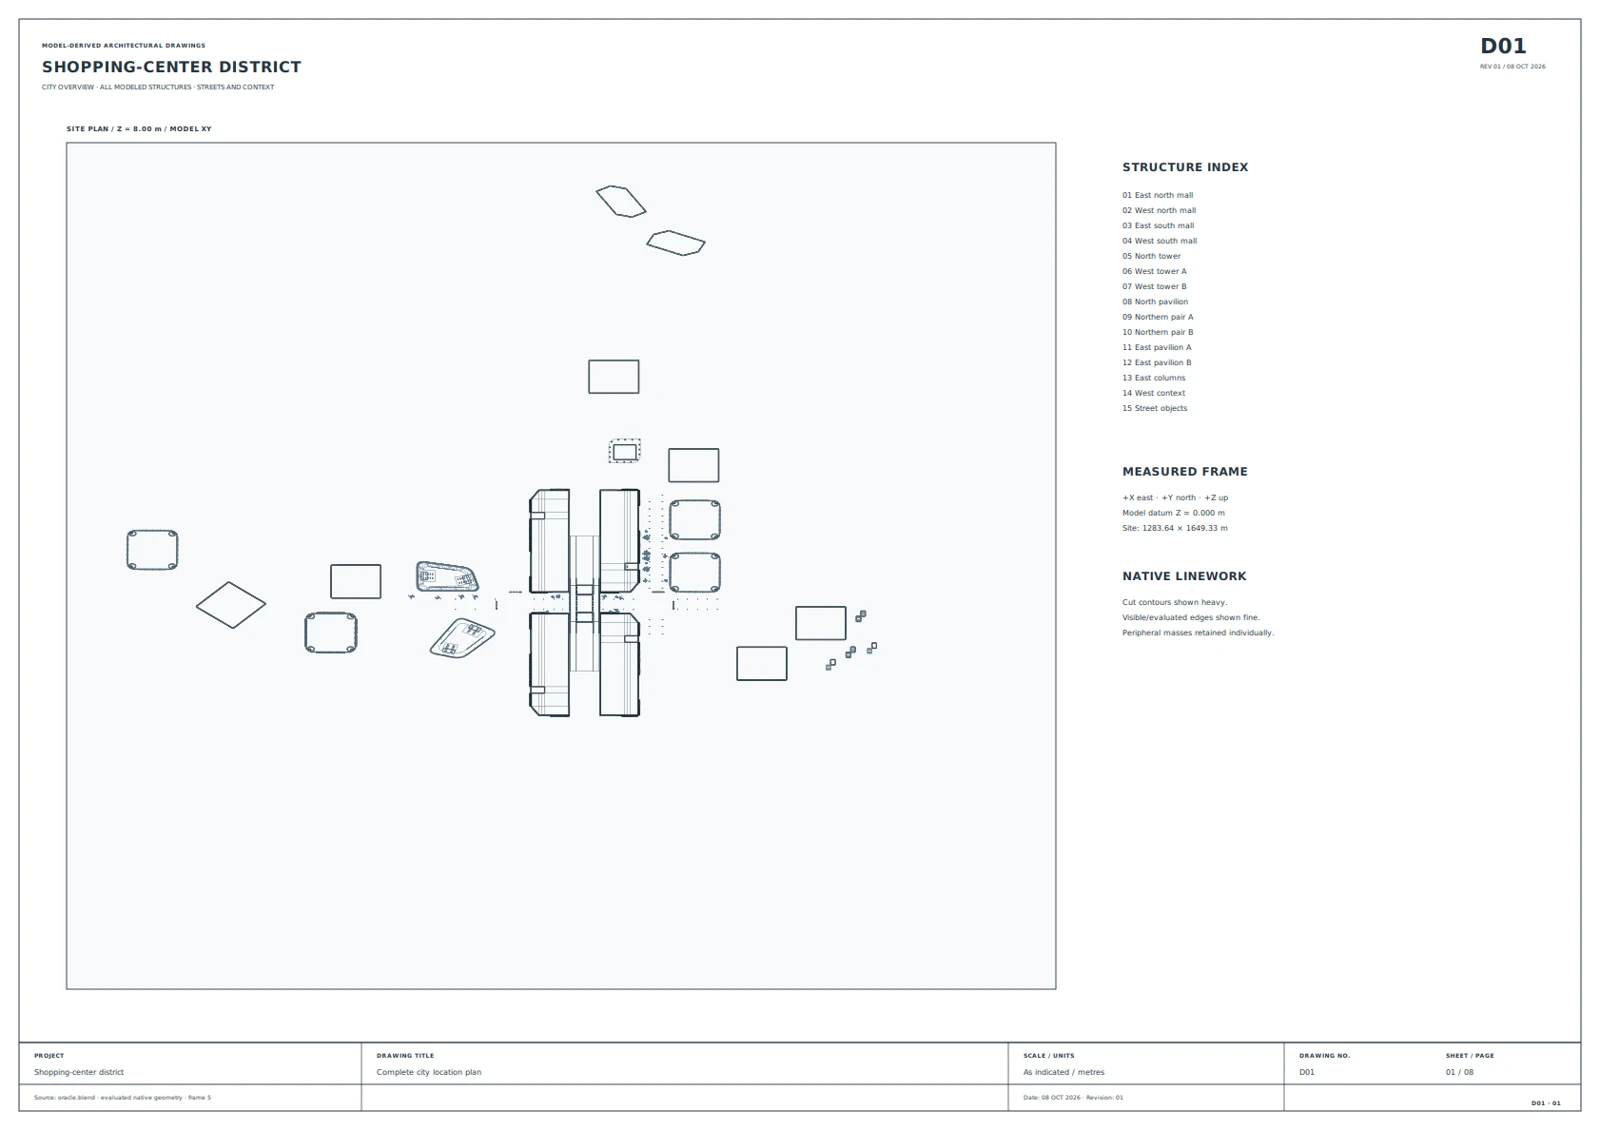 MODEL-DERIVED ARCHITECTURAL DRAWINGS
SHOPPING-CENTER DISTRICT
CITY OVERVIEW · ALL MODELED STRUCTURES · STREETS AND CONTEXT
D01
REV 01 / 08 OCT 2026
SITE PLAN / Z = 8.00 m / MODEL XY
STRUCTURE INDEX
01 East north mall
02 West north mall
03 East south mall
04 West south mall
05 North tower
06 West tower A
07 West tower B
08 North pavilion
09 Northern pair A
10 Northern pair B
11 East pavilion A
12 East pavilion B
13 East columns
14 West context
15 Street objects
MEASURED FRAME
+X east · +Y north · +Z up
Model datum Z = 0.000 m
Site: 1283.64 × 1649.33 m
NATIVE LINEWORK
Cut contours shown heavy.
Visible/evaluated edges shown fine.
Peripheral masses retained individually.
PROJECT
Shopping-center district
DRAWING TITLE
Complete city location plan
SCALE / UNITS
As indicated / metres
DRAWING NO.
D01
SHEET / PAGE
01 / 08
Source: oracle.blend · evaluated native geometry · frame 5
Date: 08 OCT 2026 · Revision: 01
D01 - 01